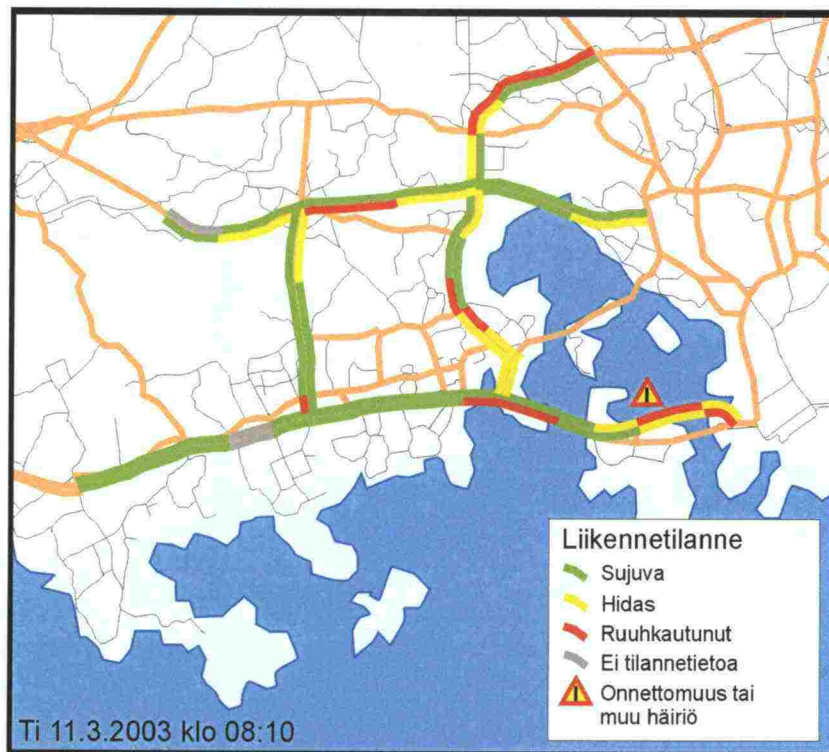 Liikennetilanne
Sujuva
Hidas
Ruuhkautunut
Ei tilannetietoa
Onnettomuus tai
muu häiriö
Ti 11.3.2003 klo 08:10